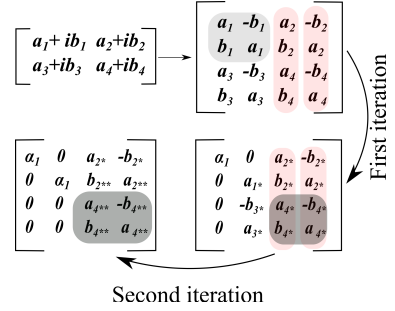 a₁+ib₁ a₂+ib₂
a₃+ib₃ a₄+ib₄
a₁ -b₁ a₂ -b₂
b₁ a₁ b₂ a₂
a₃ -b₃ a₄ -b₄
b₃ a₃ b₄ a₄
First iteration
α₁ 0 a₂* -b₂*
0 a₁* b₂* a₂*
0 -b₃* a₄* -b₄*
0 a₃* b₄* a₄*
α₁ 0 a₂* -b₂*
0 α₁ b₂** a₂**
0 0 a₄** -b₄**
0 0 b₄** a₄**
Second iteration